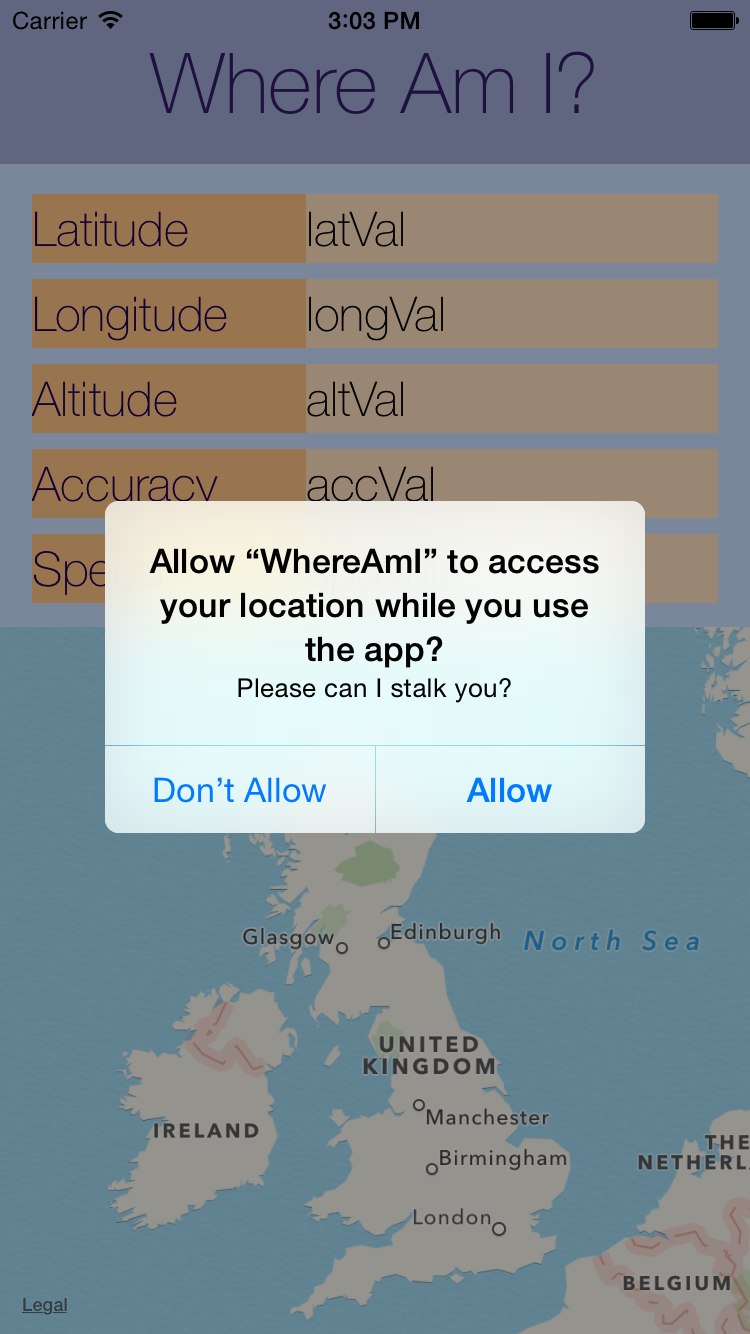 Carrier 3:03 PM
Where Am I?
Latitude latVal
Longitude longVal
Altitude altVal
Accuracy accVal
Allow “WhereAmI” to access
your location while you use
the app?
Please can I stalk you?
Don’t Allow Allow
Glasgow Edinburgh North Sea
UNITED
KINGDOM
Manchester
IRELAND
THE
NETHERL
Birmingham
London
BELGIUM
Legal